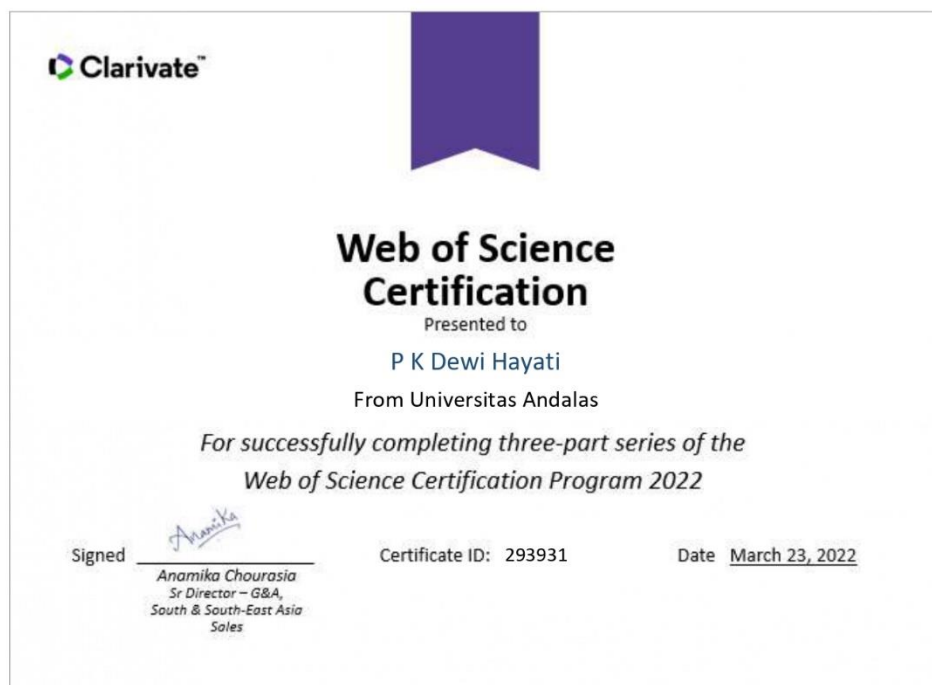 Clarivate™
Web of Science
Certification
Presented to
P K Dewi Hayati
From Universitas Andalas
For successfully completing three-part series of the
Web of Science Certification Program 2022
Anamika
Signed
Certificate ID: 293931
Date March 23, 2022
Anamika Chourasia
Sr Director – G&A,
South & South-East Asia
Sales